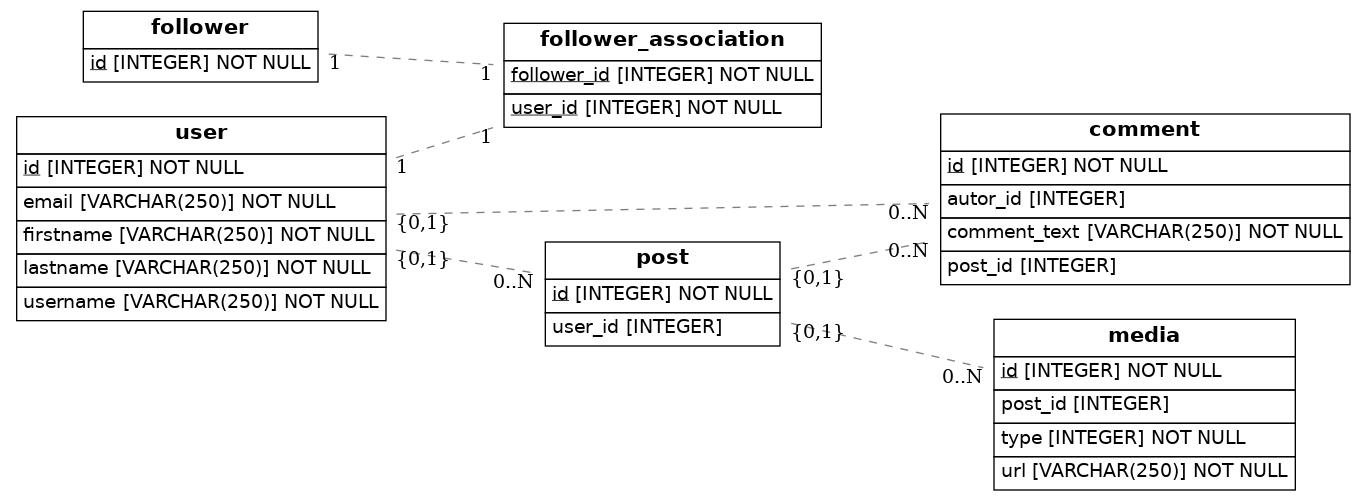 follower
id [INTEGER] NOT NULL
1
1
follower_association
follower_id [INTEGER] NOT NULL
user_id [INTEGER] NOT NULL
user
id [INTEGER] NOT NULL
email [VARCHAR(250)] NOT NULL
firstname [VARCHAR(250)] NOT NULL
lastname [VARCHAR(250)] NOT NULL
username [VARCHAR(250)] NOT NULL
1
1
{0,1}
0..N
{0,1}
0..N
comment
id [INTEGER] NOT NULL
autor_id [INTEGER]
comment_text [VARCHAR(250)] NOT NULL
post_id [INTEGER]
post
id [INTEGER] NOT NULL
user_id [INTEGER]
{0,1}
0..N
{0,1}
0..N
media
id [INTEGER] NOT NULL
post_id [INTEGER]
type [INTEGER] NOT NULL
url [VARCHAR(250)] NOT NULL